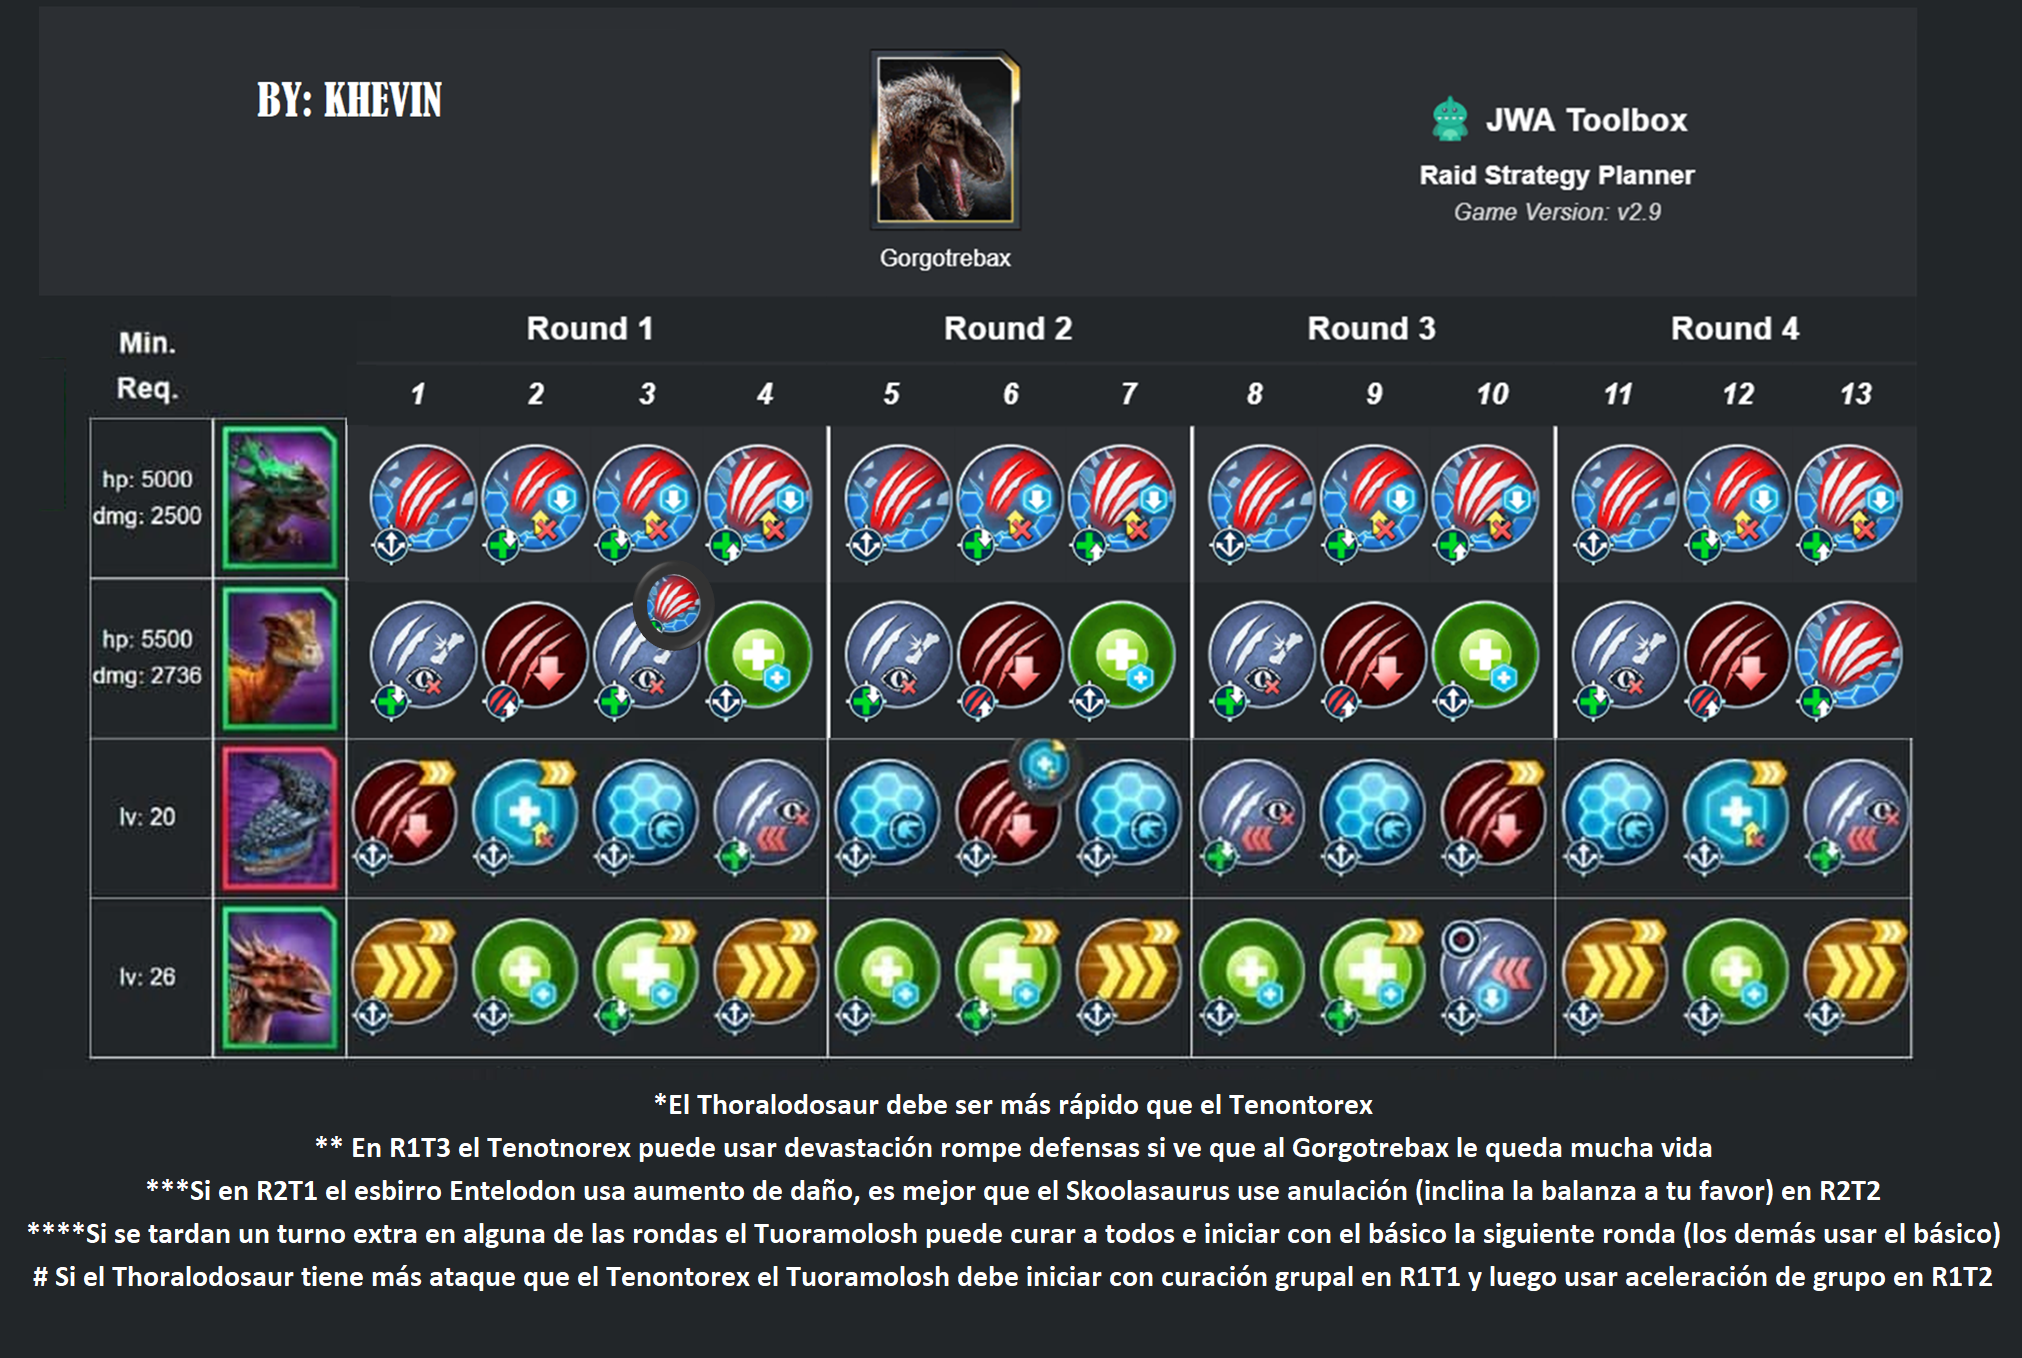 BY: KHEVIN
JWA Toolbox
Raid Strategy Planner
Game Version: v2.9
Gorgotrebax
Min.
Req.
Round 1 Round 2 Round 3 Round 4
1 2 3 4 5 6 7 8 9 10 11 12 13
hp: 5000
dmg: 2500
hp: 5500
dmg: 2736
lv: 20
lv: 26
*El Thoralodosaur debe ser más rápido que el Tenontorex
** En R1T3 el Tenotnorex puede usar devastación rompe defensas si ve que al Gorgotrebax le queda mucha vida
***Si en R2T1 el esbirro Entelodon usa aumento de daño, es mejor que el Skoolasaurus use anulación (inclina la balanza a tu favor) en R2T2
****Si se tardan un turno extra en alguna de las rondas el Tuoramolosh puede curar a todos e iniciar con el básico la siguiente ronda (los demás usar el básico)
# Si el Thoralodosaur tiene más ataque que el Tenontorex el Tuoramolosh debe iniciar con curación grupal en R1T1 y luego usar aceleración de grupo en R1T2